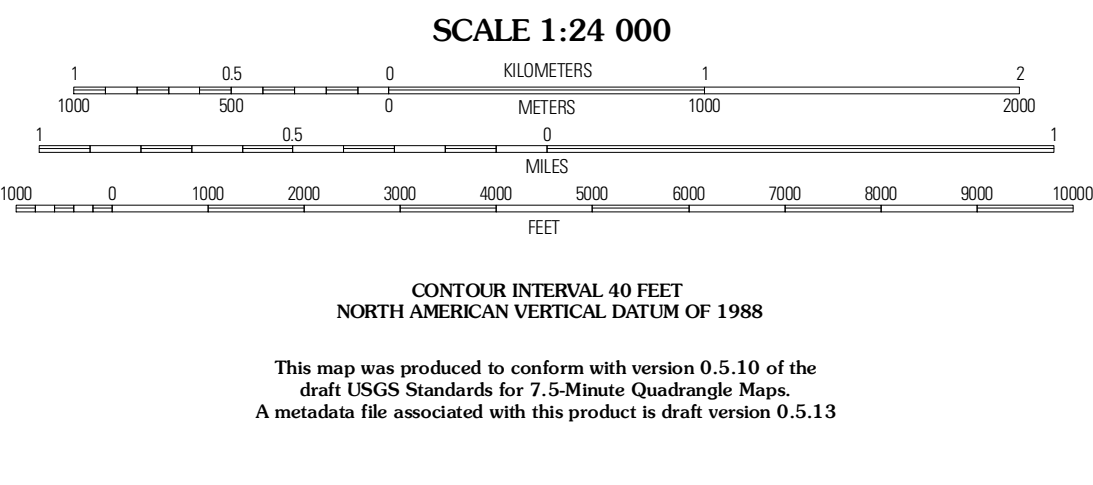 SCALE 1:24 000
1 0.5 0 KILOMETERS 1 2
1000 500 0 METERS 1000 2000
1 0.5 0 1
MILES
1000 0 1000 2000 3000 4000 5000 6000 7000 8000 9000 10000
FEET
CONTOUR INTERVAL 40 FEET
NORTH AMERICAN VERTICAL DATUM OF 1988
This map was produced to conform with version 0.5.10 of the
draft USGS Standards for 7.5-Minute Quadrangle Maps.
A metadata file associated with this product is draft version 0.5.13